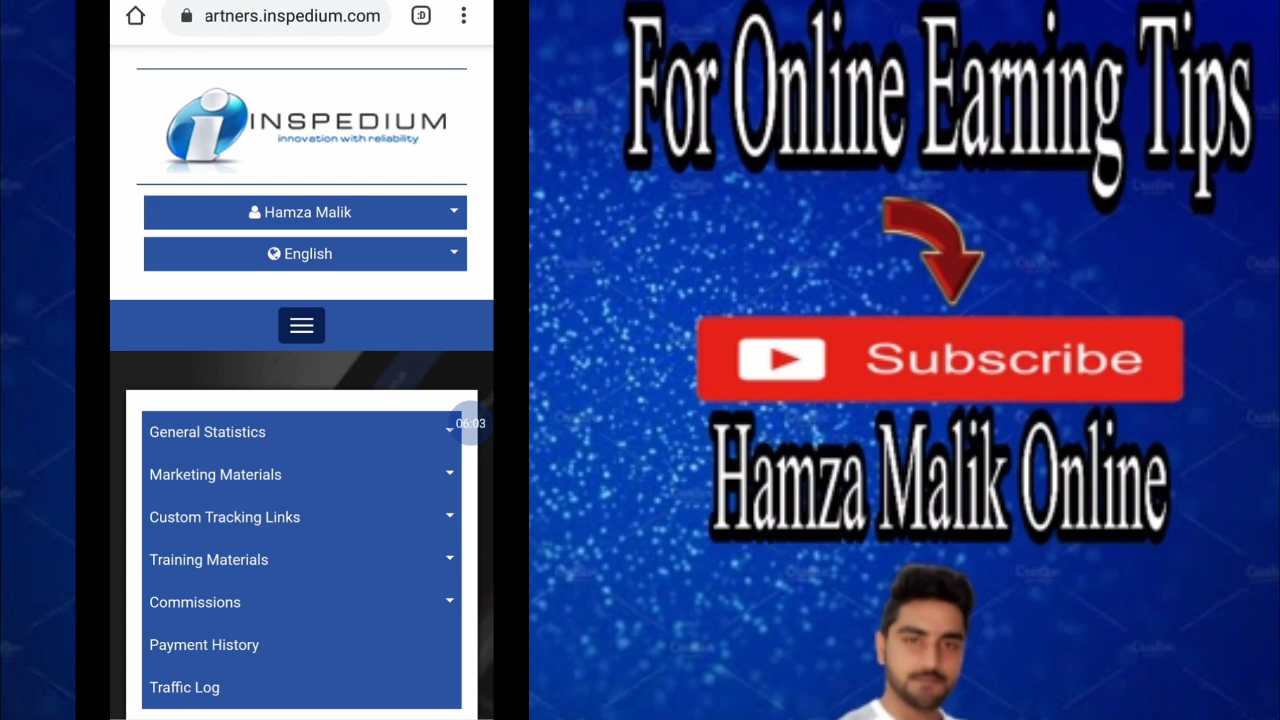 artners.inspedium.com
:D
INSPEDIUM
innovation with reliability
Hamza Malik
English
06:03
General Statistics
Marketing Materials
Custom Tracking Links
Training Materials
Commissions
Payment History
Traffic Log
For Online Earning Tips
Subscribe
Hamza Malik Online